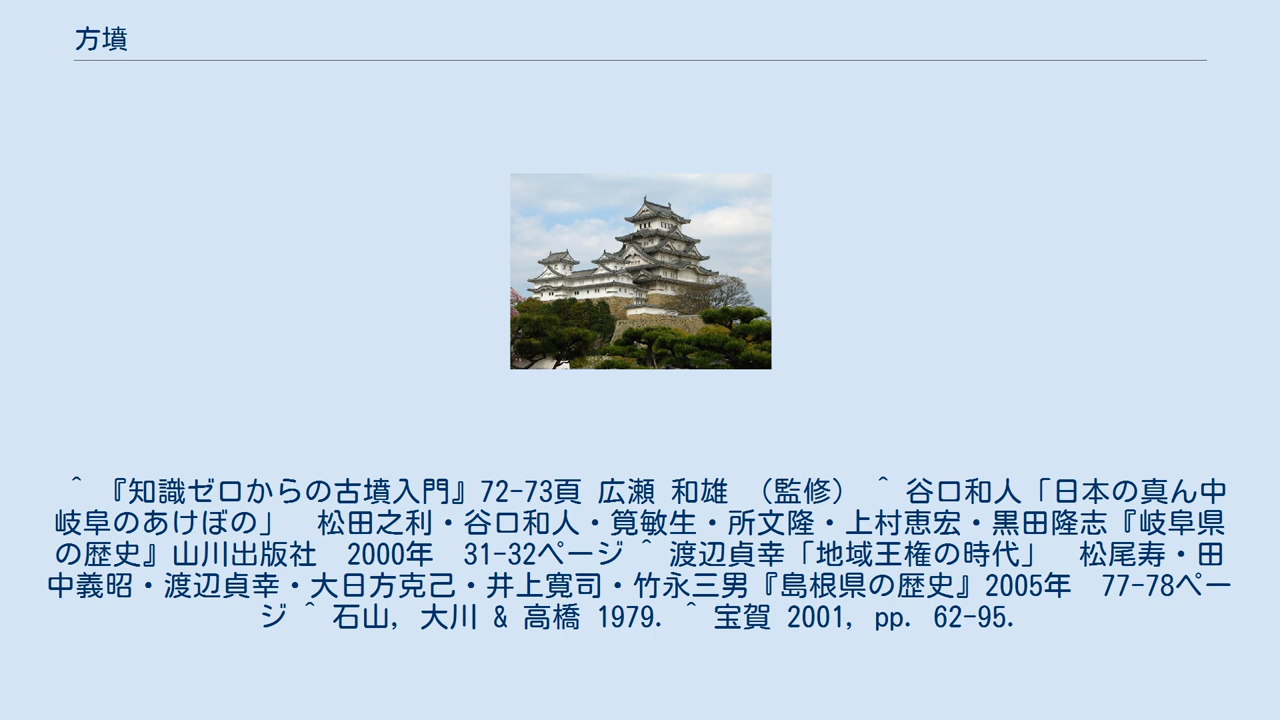 方墳
＾ 『知識ゼロからの古墳入門』72-73頁 広瀬 和雄 （監修） ＾ 谷口和人「日本の真ん中
岐阜のあけぼの」　松田之利・谷口和人・筧敏生・所文隆・上村恵宏・黒田隆志『岐阜県
の歴史』山川出版社　2000年　31-32ページ ＾ 渡辺貞幸「地域王権の時代」　松尾寿・田
中義昭・渡辺貞幸・大日方克己・井上寛司・竹永三男『島根県の歴史』2005年　77-78ペー
ジ ＾ 石山, 大川 & 高橋 1979. ＾ 宝賀 2001, pp. 62-95.